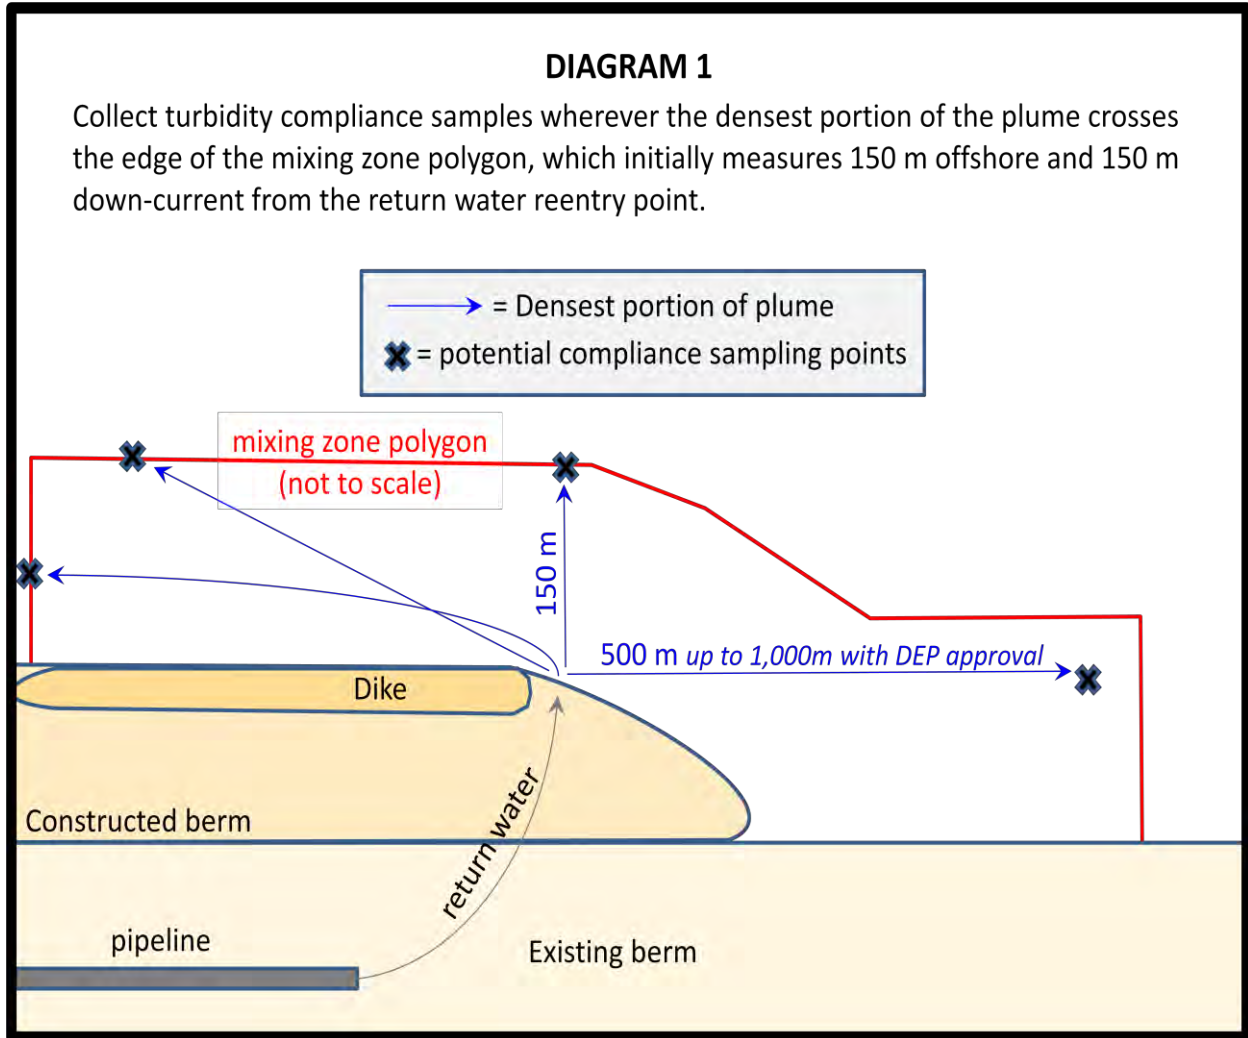 DIAGRAM 1
Collect turbidity compliance samples wherever the densest portion of the plume crosses
the edge of the mixing zone polygon, which initially measures 150 m offshore and 150 m
down-current from the return water reentry point.
= Densest portion of plume
= potential compliance sampling points
mixing zone polygon
(not to scale)
150 m
500 m up to 1,000m with DEP approval
Dike
Constructed berm
return water
pipeline
Existing berm